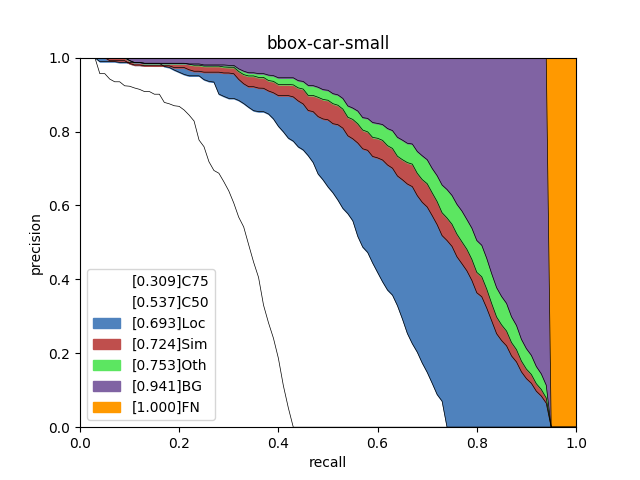 bbox-car-small
1.0
0.8
0.6
0.4
0.2
0.0
precision
[0.309]C75
[0.537]C50
[0.693]Loc
[0.724]Sim
[0.753]Oth
[0.941]BG
[1.000]FN
0.0 0.2 0.4 0.6 0.8 1.0
recall